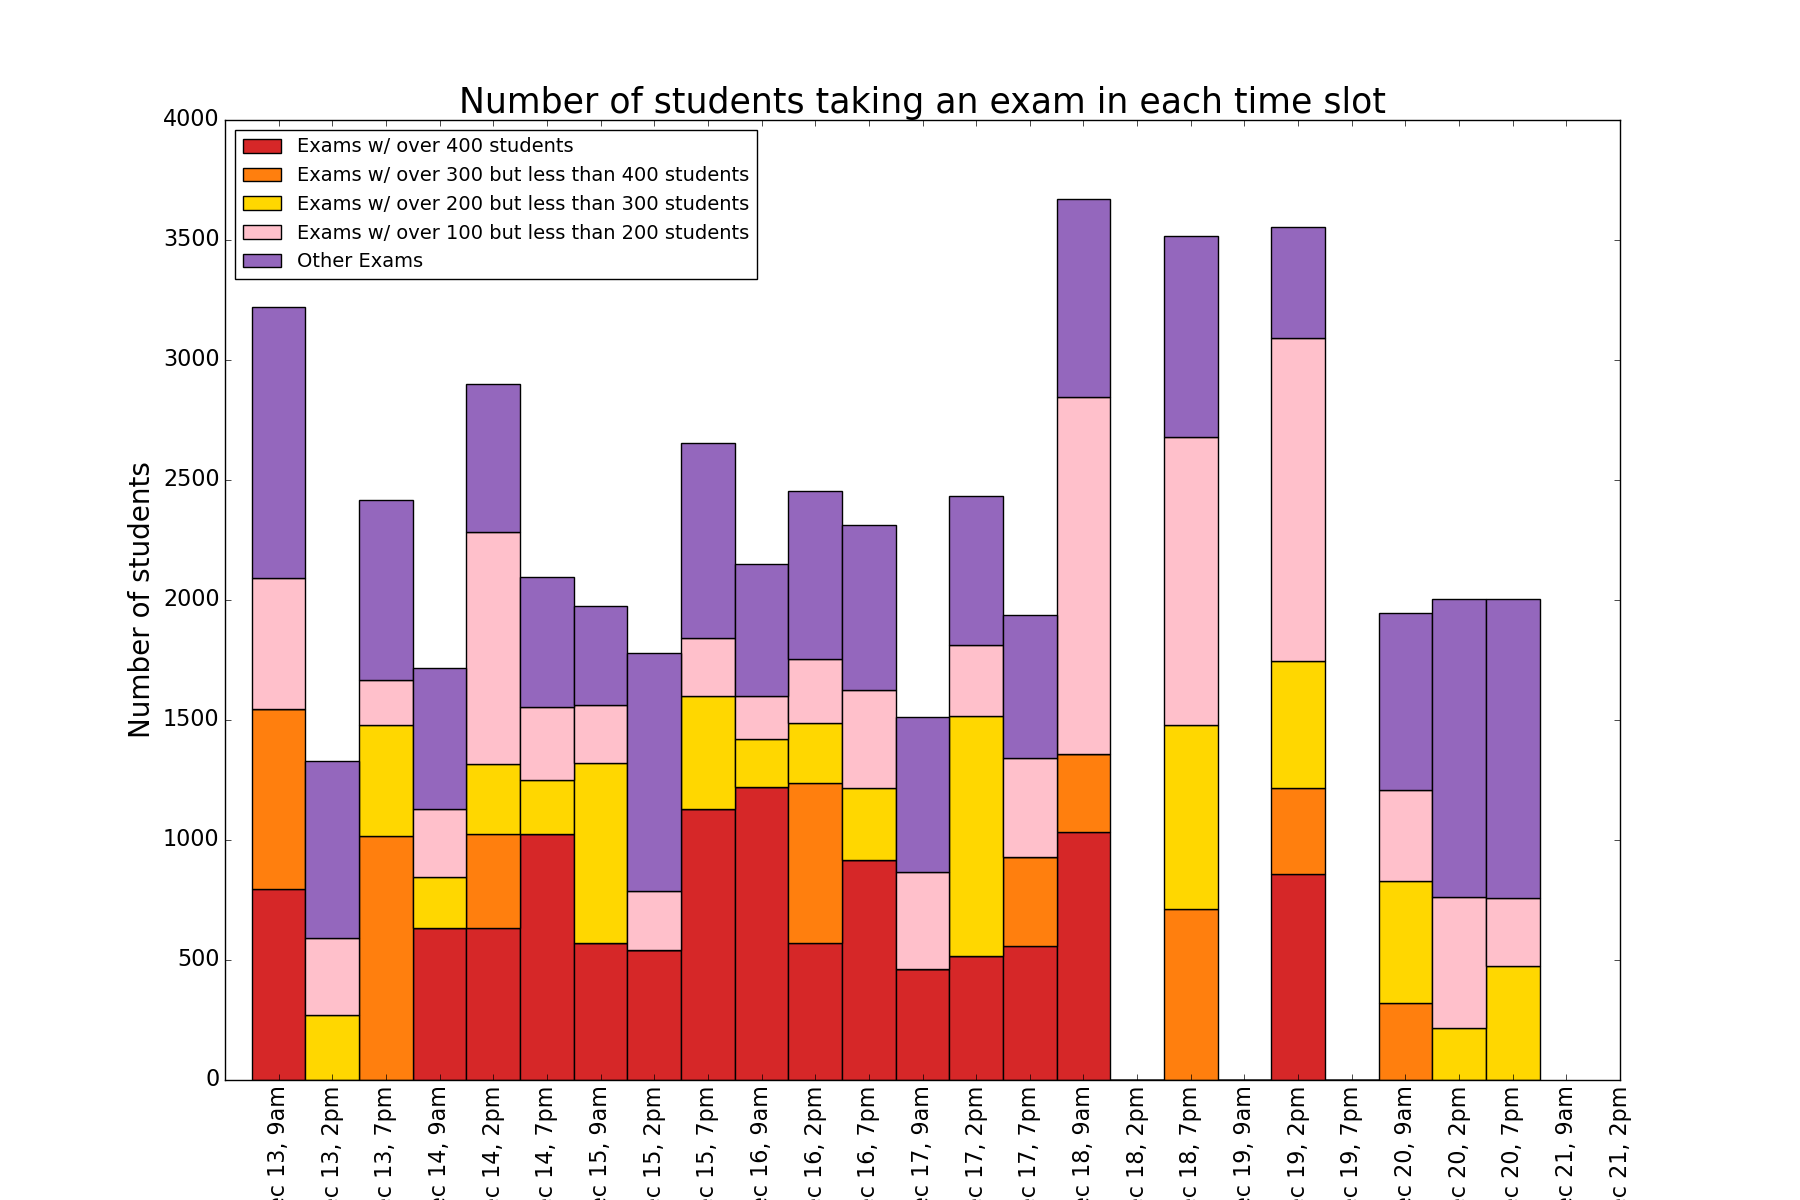 Number of students taking an exam in each time slot
4000
3500
3000
2500
2000
1500
1000
500
0
Number of students
Exams w/ over 400 students
Exams w/ over 300 but less than 400 students
Exams w/ over 200 but less than 300 students
Exams w/ over 100 but less than 200 students
Other Exams
ec 13, 9am
ec 13, 2pm
ec 13, 7pm
ec 14, 9am
ec 14, 2pm
ec 14, 7pm
ec 15, 9am
ec 15, 2pm
ec 15, 7pm
ec 16, 9am
ec 16, 2pm
ec 16, 7pm
ec 17, 9am
ec 17, 2pm
ec 17, 7pm
ec 18, 9am
ec 18, 2pm
ec 18, 7pm
ec 19, 9am
ec 19, 2pm
ec 19, 7pm
ec 20, 9am
ec 20, 2pm
ec 20, 7pm
ec 21, 9am
ec 21, 2pm